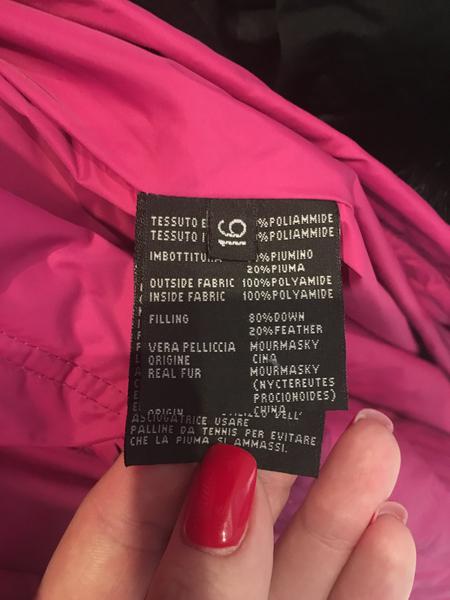 16
TESSUTO E %POLIAMMIDE
TESSUTO I %POLIAMMIDE
IMBOTTITURA %PIUMINO
20%PIUMA
OUTSIDE FABRIC 100%POLYAMIDE
INSIDE FABRIC 100%POLYAMIDE
FILLING 80%DOWN
20%FEATHER
VERA PELLICCIA MOURMASKY
ORIGINE CINA
REAL FUR MOURMASKY
(NYCTEREUTES
PROCIONOIDES)
ORIGIN CHINA
ASCIUGATRICE USARE
PALLINE DA TENNIS PER EVITARE
CHE LA PIUMA SI AMMASSI.